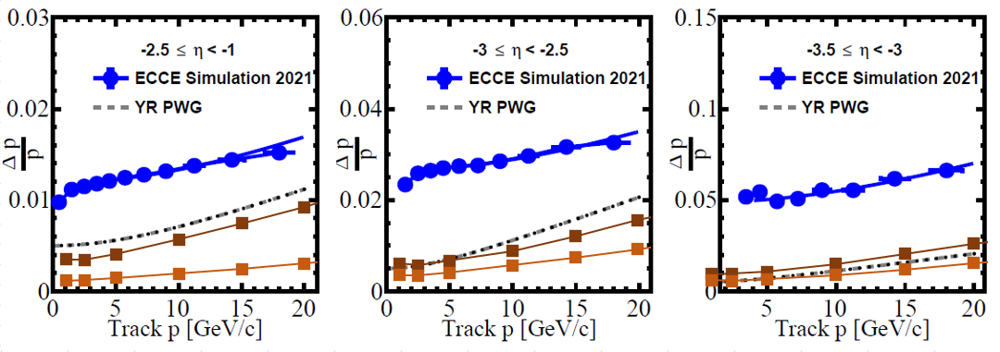 0.03
-2.5 ≤ η < -1
ECCE Simulation 2021
YR PWG
0.02
Δ p
p
0.01
0
0 5 10 15 20
Track p [GeV/c]
0.06
-3 ≤ η < -2.5
ECCE Simulation 2021
YR PWG
0.04
Δ p
p
0.02
0
0 5 10 15 20
Track p [GeV/c]
0.15
-3.5 ≤ η < -3
ECCE Simulation 2021
YR PWG
0.1
Δ p
p
0.05
0
0 5 10 15 20
Track p [GeV/c]